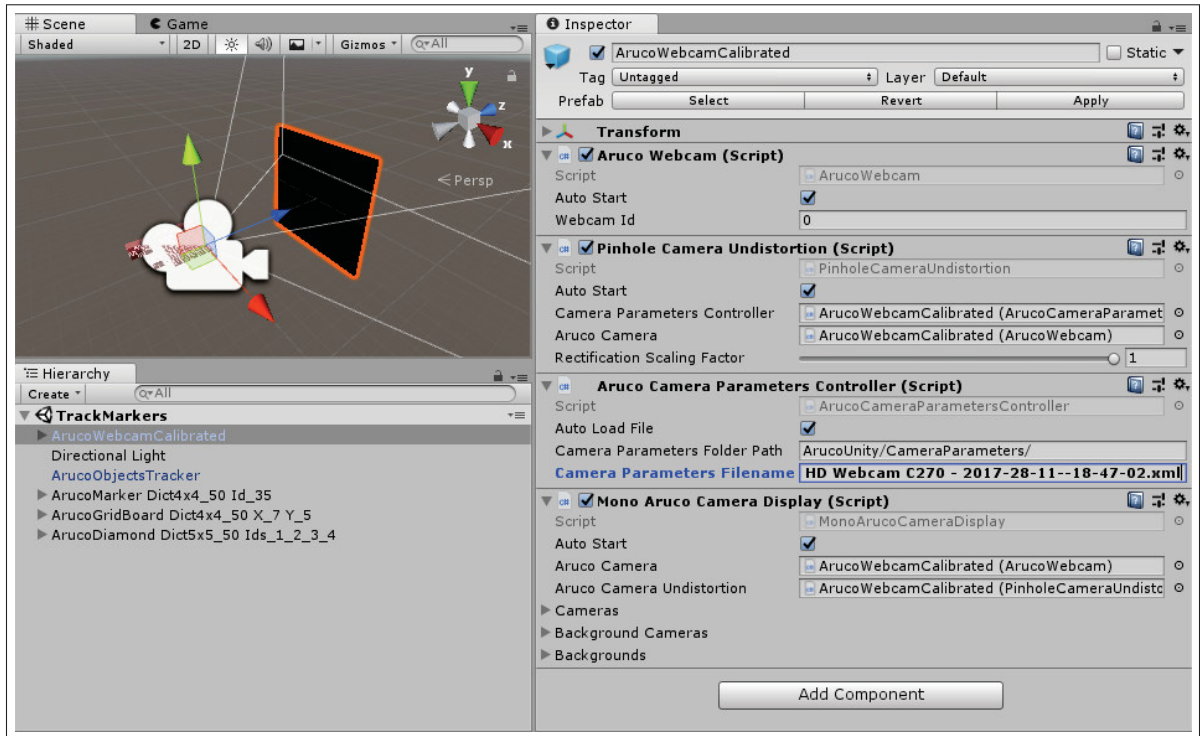 Scene Game
Shaded 2D Gizmos All
y
z
x
Persp
Hierarchy
Create All
TrackMarkers
ArucoWebcamCalibrated
Directional Light
ArucoObjectsTracker
ArucoMarker Dict4x4_50 Id_35
ArucoGridBoard Dict4x4_50 X_7 Y_5
ArucoDiamond Dict5x5_50 Ids_1_2_3_4
Inspector
ArucoWebcamCalibrated Static
Tag Untagged Layer Default
Prefab Select Revert Apply
Transform
Aruco Webcam (Script)
Script ArucoWebcam
Auto Start
Webcam Id 0
Pinhole Camera Undistortion (Script)
Script PinholeCameraUndistortion
Auto Start
Camera Parameters Controller ArucoWebcamCalibrated (ArucoCameraParamet
Aruco Camera ArucoWebcamCalibrated (ArucoWebcam)
Rectification Scaling Factor 1
Aruco Camera Parameters Controller (Script)
Script ArucoCameraParametersController
Auto Load File
Camera Parameters Folder Path ArucoUnity/CameraParameters/
Camera Parameters Filename HD Webcam C270 - 2017-28-11--18-47-02.xml
Mono Aruco Camera Display (Script)
Script MonoArucoCameraDisplay
Auto Start
Aruco Camera ArucoWebcamCalibrated (ArucoWebcam)
Aruco Camera Undistortion ArucoWebcamCalibrated (PinholeCameraUndistc
Cameras
Background Cameras
Backgrounds
Add Component